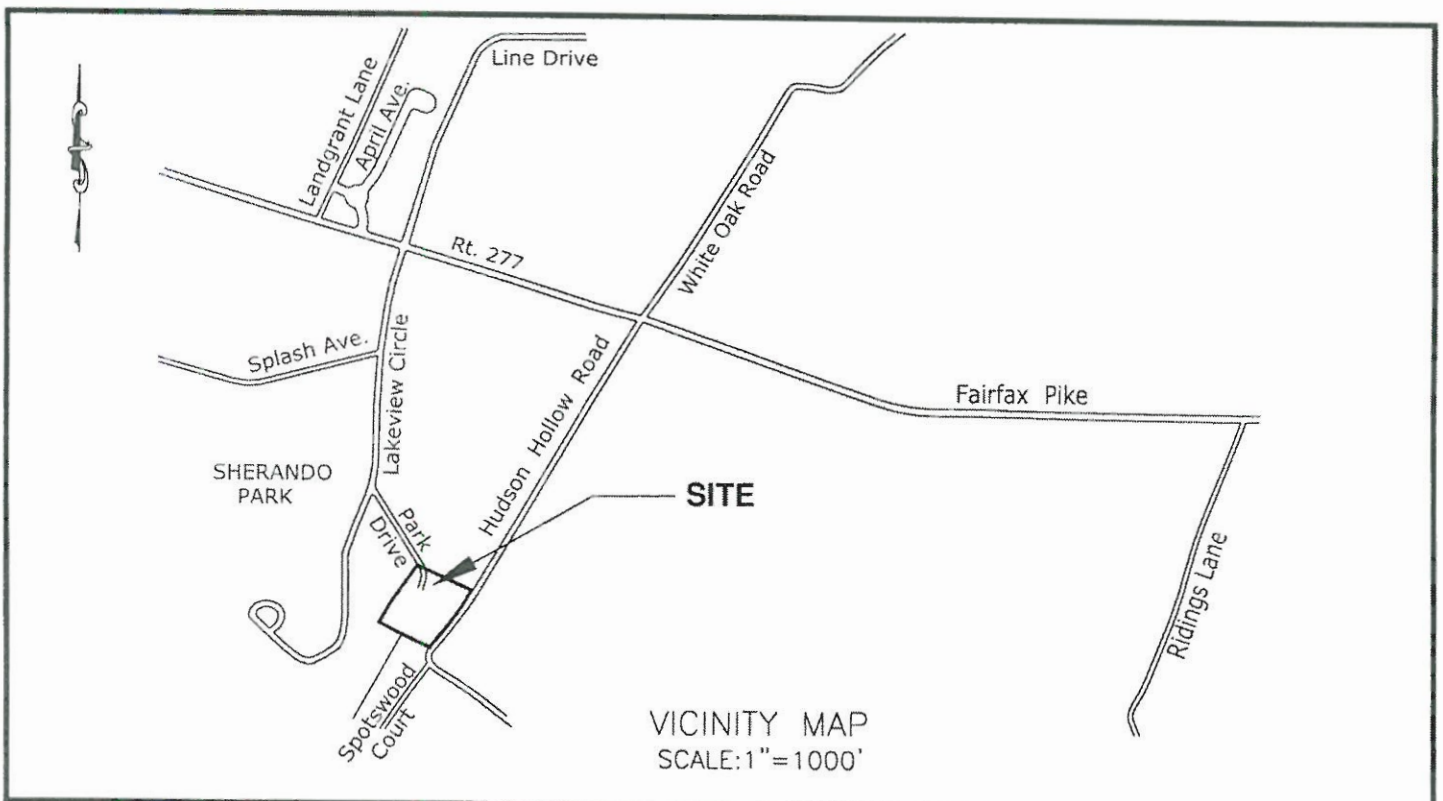 Line Drive
Landgrant Lane
April Ave.
White Oak Road
Rt. 277
Splash Ave.
Lakeview Circle
Hudson Hollow Road
Fairfax Pike
SHERANDO
PARK
Park
Drive
SITE
Ridings Lane
Spotswood
Court
VICINITY MAP
SCALE:1"=1000'